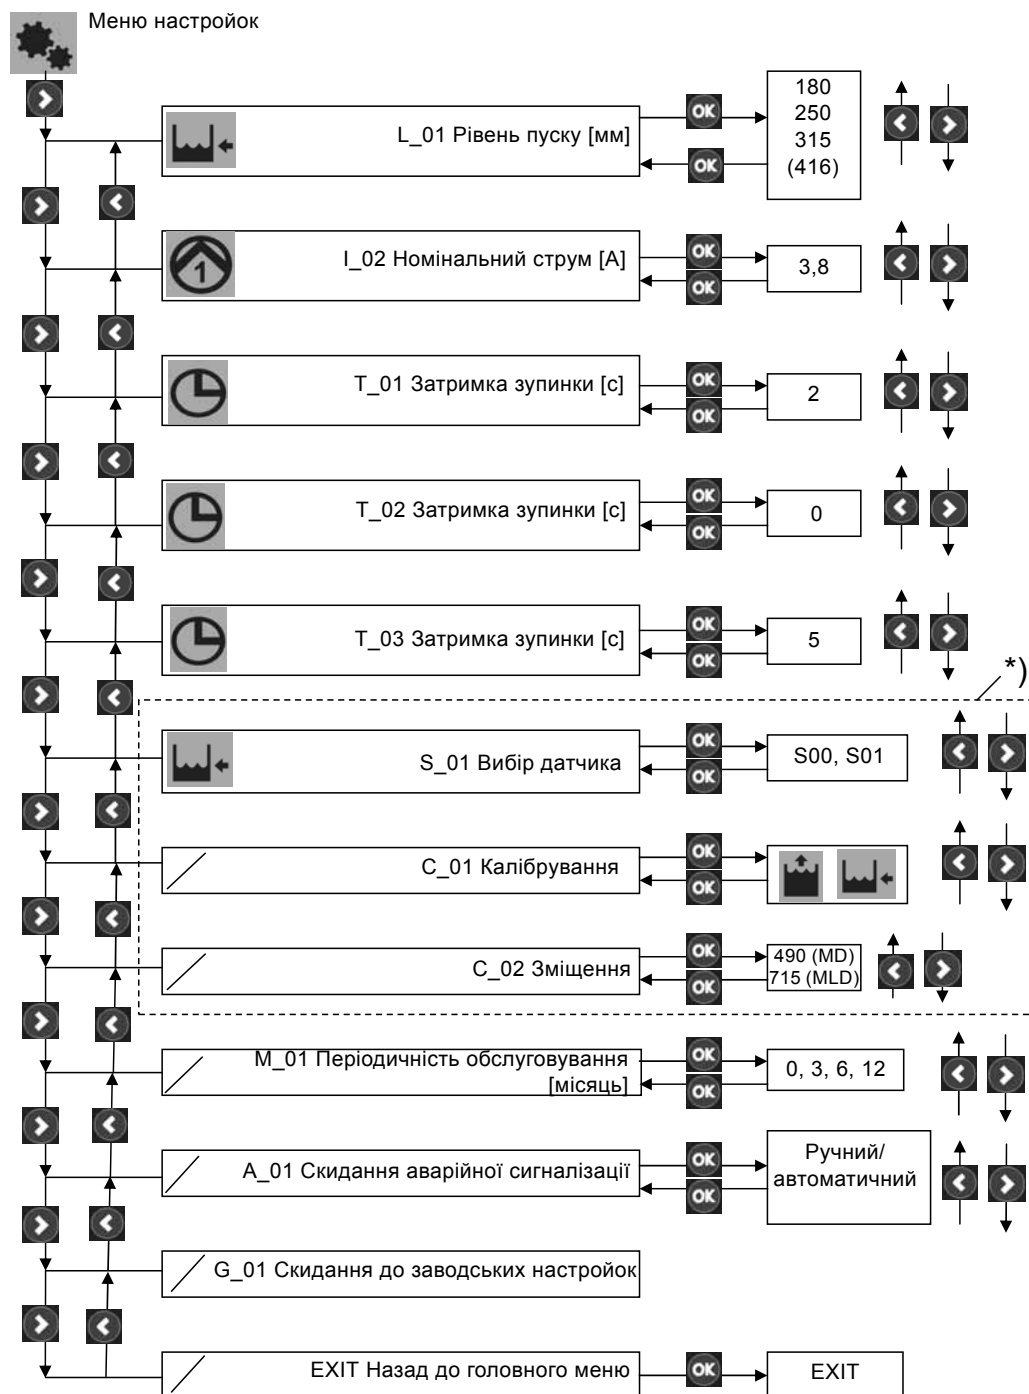 Меню настройок
L_01 Рівень пуску [мм]
OK
OK
180
250
315
(416)
1
I_02 Номінальний струм [A]
OK
OK
3,8
T_01 Затримка зупинки [с]
OK
OK
2
T_02 Затримка зупинки [с]
OK
OK
0
T_03 Затримка зупинки [с]
OK
OK
5
*)
S_01 Вибір датчика
OK
OK
S00, S01
C_01 Калібрування
OK
OK
C_02 Зміщення
OK
OK
490 (MD)
715 (MLD)
M_01 Періодичність обслуговування
[місяць]
OK
OK
0, 3, 6, 12
A_01 Скидання аварійної сигналізації
OK
OK
Ручний/
автоматичний
G_01 Скидання до заводських настройок
EXIT Назад до головного меню
OK
EXIT